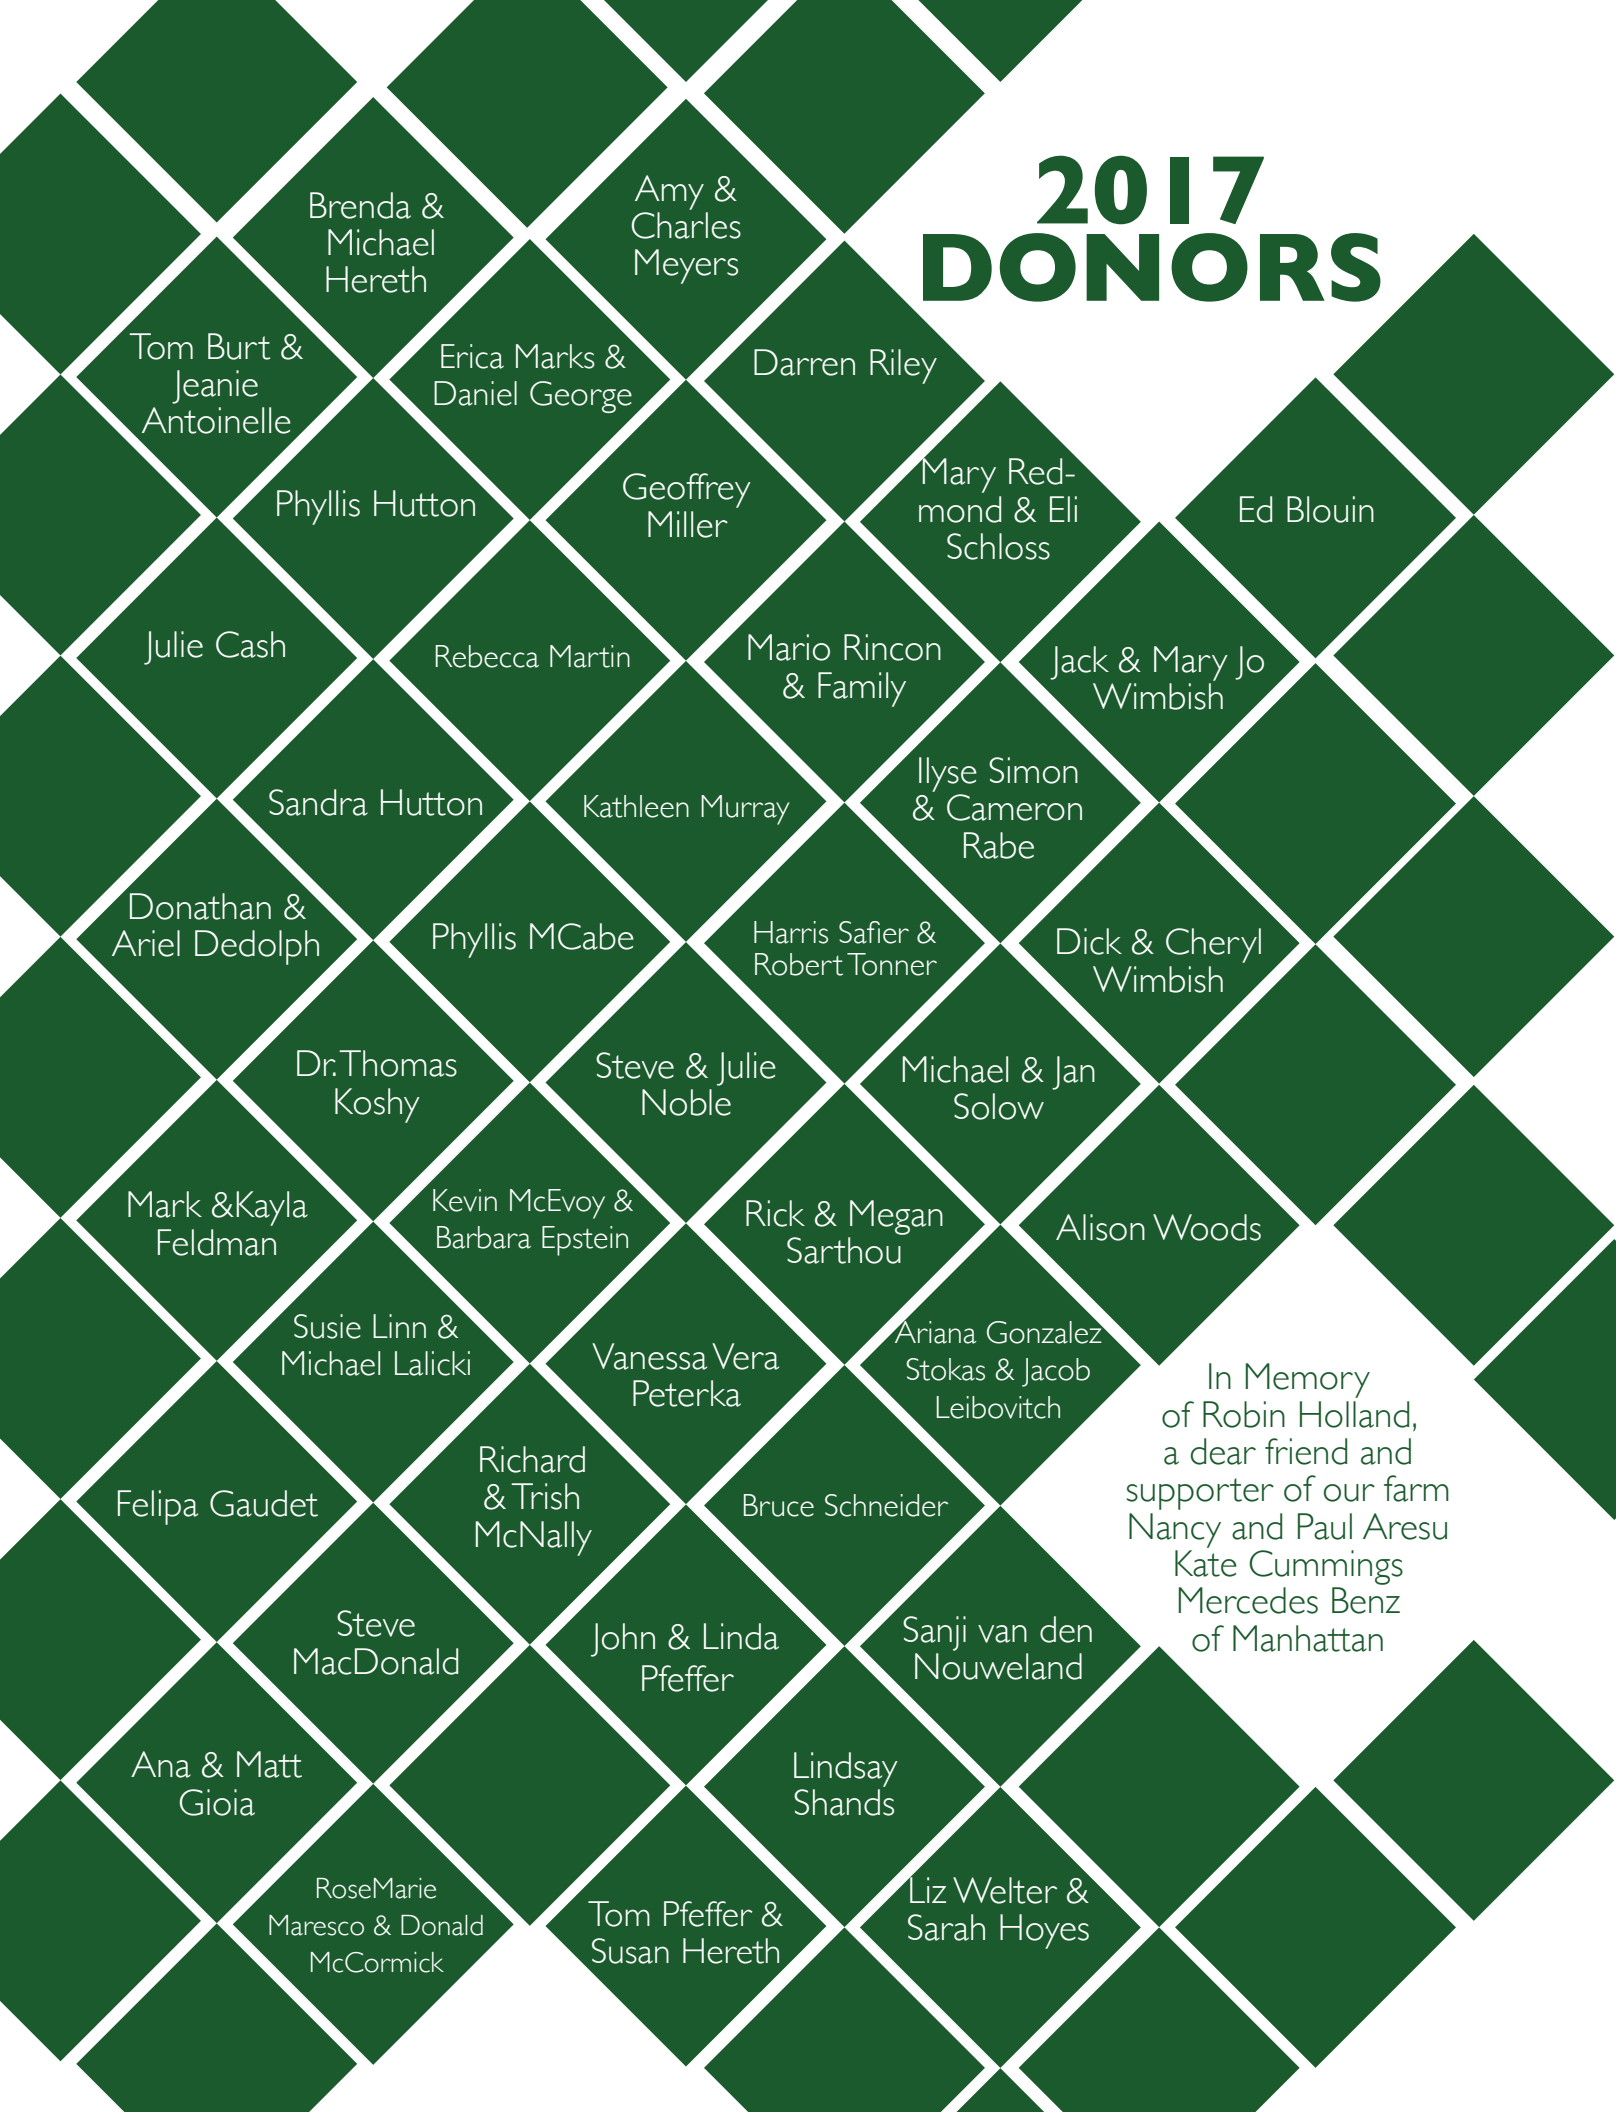 2017
DONORS
Brenda &
Michael
Hereth
Amy &
Charles
Meyers
Tom Burt &
Jeanie
Antoinelle
Erica Marks &
Daniel George
Darren Riley
Phyllis Hutton
Geoffrey
Miller
Mary Red-
mond & Eli
Schloss
Ed Blouin
Julie Cash
Rebecca Martin
Mario Rincon
& Family
Jack & Mary Jo
Wimbish
Sandra Hutton
Kathleen Murray
Ilyse Simon
& Cameron
Rabe
Donathan &
Ariel Dedolph
Phyllis MCabe
Harris Safier &
Robert Tonner
Dick & Cheryl
Wimbish
Dr. Thomas
Koshy
Steve & Julie
Noble
Michael & Jan
Solow
Mark &Kayla
Feldman
Kevin McEvoy &
Barbara Epstein
Rick & Megan
Sarthou
Alison Woods
Susie Linn &
Michael Lalicki
Vanessa Vera
Peterka
Ariana Gonzalez
Stokas & Jacob
Leibovitch
In Memory
of Robin Holland,
a dear friend and
supporter of our farm
Nancy and Paul Aresu
Kate Cummings
Mercedes Benz
of Manhattan
Felipa Gaudet
Richard
& Trish
McNally
Bruce Schneider
Steve
MacDonald
John & Linda
Pfeffer
Sanji van den
Nouweland
Ana & Matt
Gioia
Lindsay
Shands
RoseMarie
Maresco & Donald
McCormick
Tom Pfeffer &
Susan Hereth
Liz Welter &
Sarah Hoyes